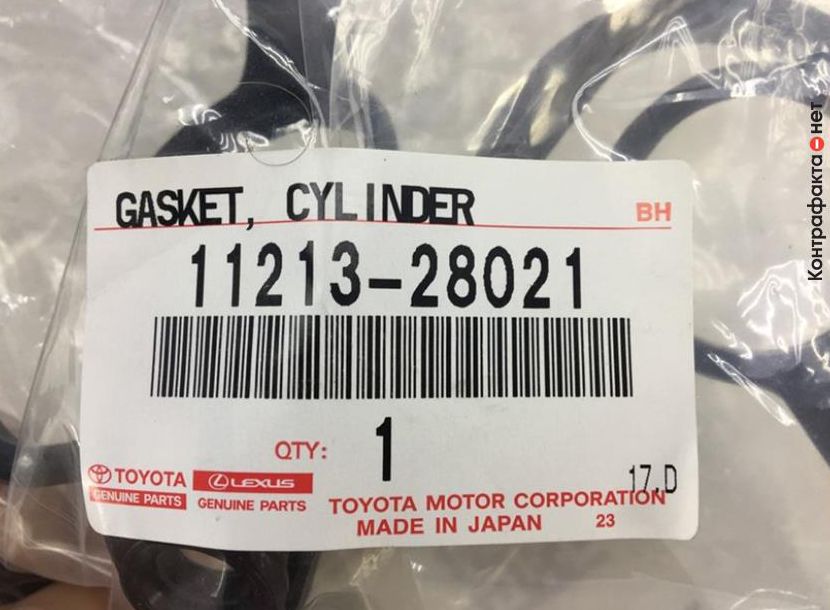 GASKET, CYLINDER
BH
11213-28021
QTY: 1
17.D
TOYOTA
GENUINE PARTS
LEXUS
GENUINE PARTS
TOYOTA MOTOR CORPORATION
MADE IN JAPAN 23
Контрафакта нет